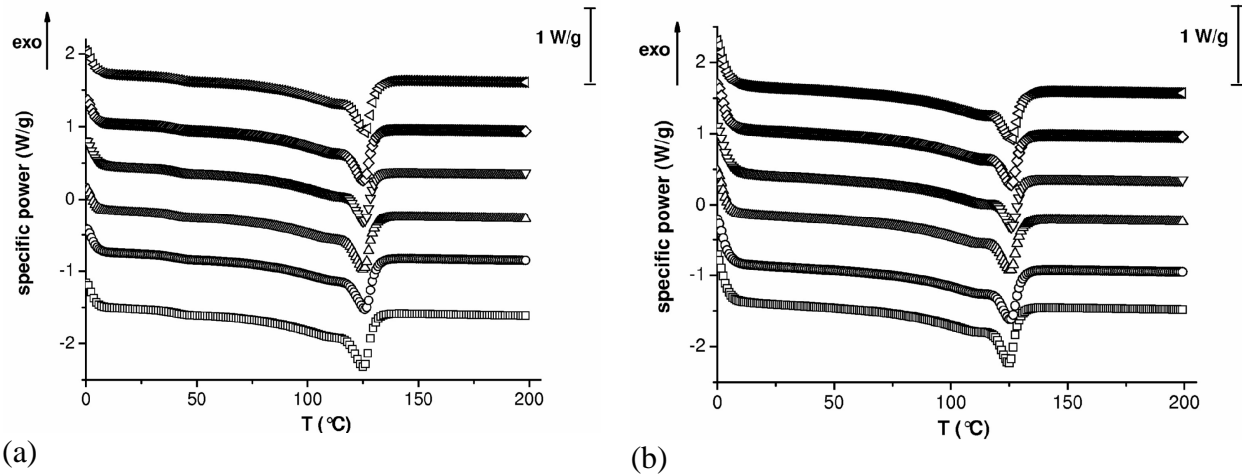 exo
1 W/g
specific power (W/g)
2
1
0
-1
-2
0 50 100 150 200
T (°C)
(a)
exo
1 W/g
specific power (W/g)
2
1
0
-1
-2
0 50 100 150 200
T (°C)
(b)